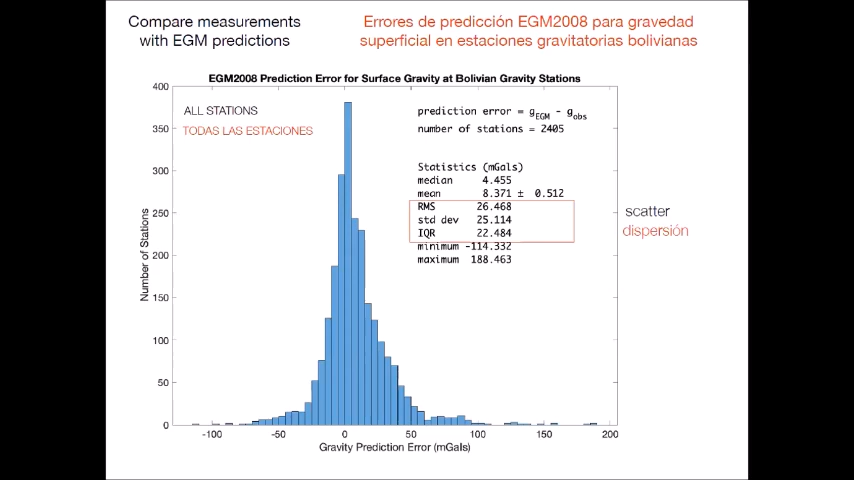 Compare measurements
with EGM predictions
Errores de predicción EGM2008 para gravedad
superficial en estaciones gravitatorias bolivianas
EGM2008 Prediction Error for Surface Gravity at Bolivian Gravity Stations
ALL STATIONS
TODAS LAS ESTACIONES
prediction error = gEGM - gobs
number of stations = 2405
Statistics (mGals)
median 4.455
mean 8.371 ± 0.512
RMS 26.468
std dev 25.114
IQR 22.484
minimum -114.332
maximum 188.463
scatter
dispersión
Number of Stations
400
350
300
250
200
150
100
50
0
-100 -50 0 50 100 150 200
Gravity Prediction Error (mGals)